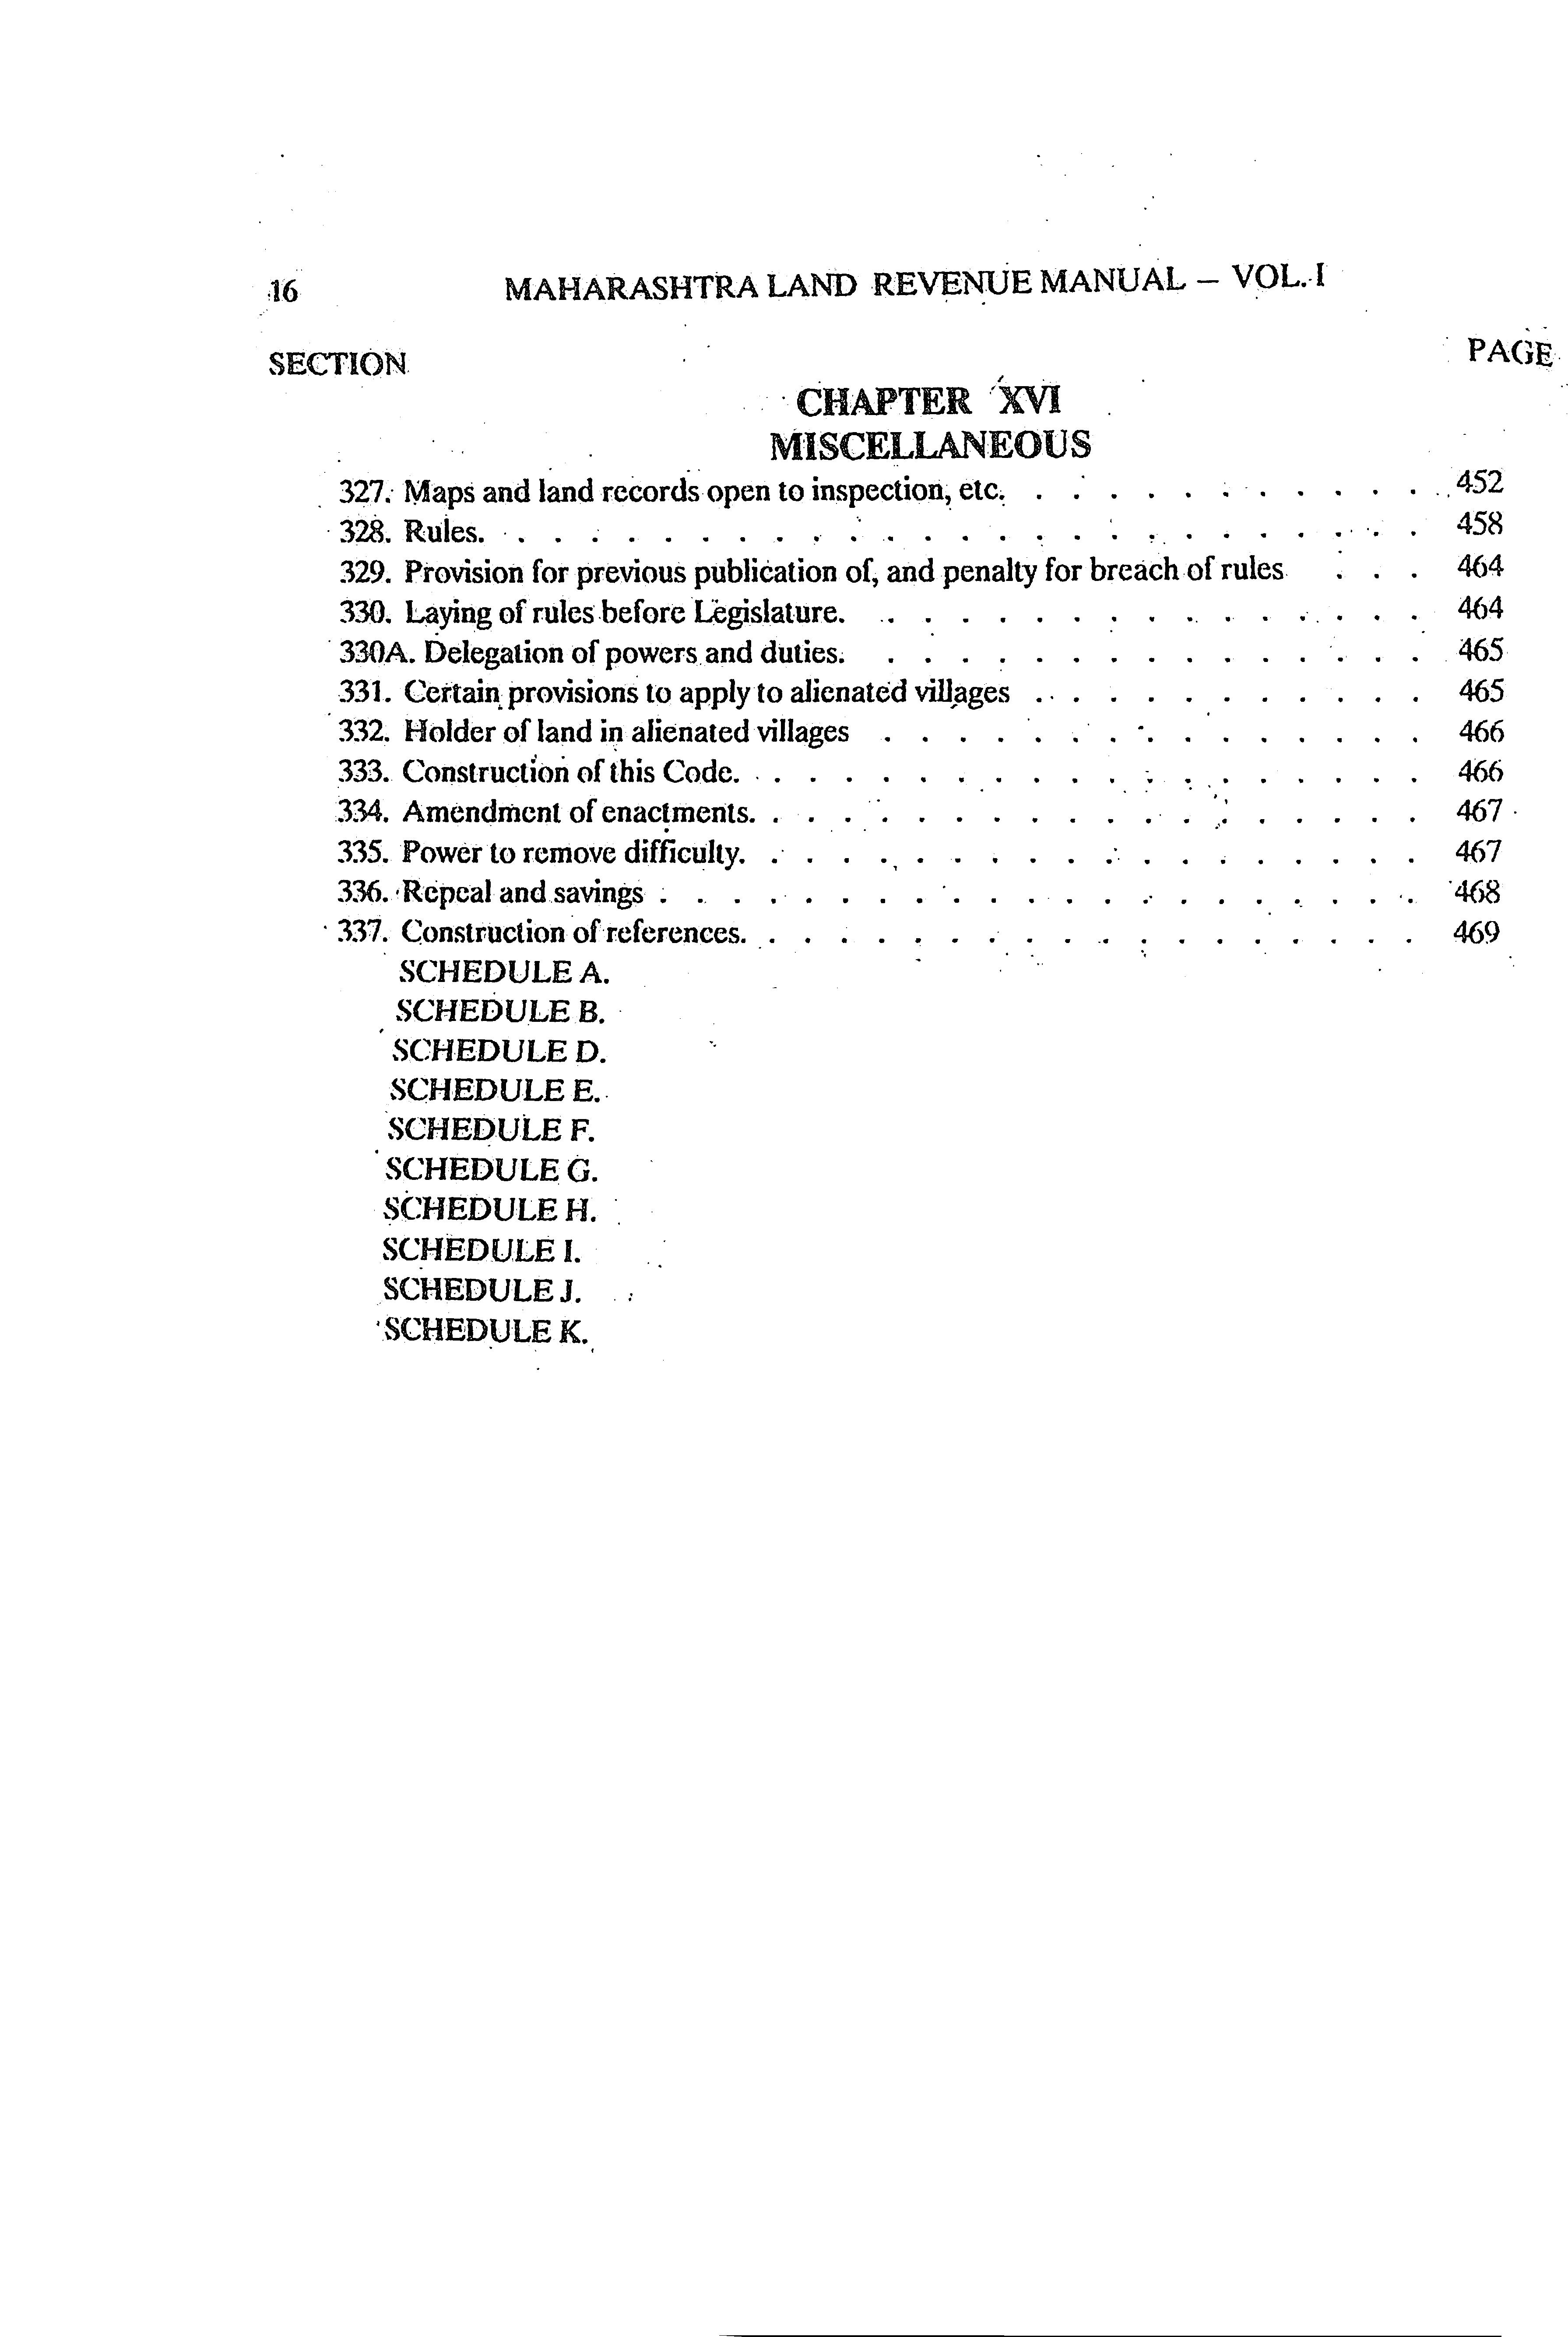 16 MAHARASHTRA LAND REVENUE MANUAL – VOL. I
SECTION PAGE
CHAPTER XVI
MISCELLANEOUS
327. Maps and land records open to inspection, etc. . . . . . . . . . . . . 452
328. Rules. . . . . . . . . . . . . . . . . . . . . . . . . . 458
329. Provision for previous publication of, and penalty for breach of rules . . . 464
330. Laying of rules before Legislature. . . . . . . . . . . . . . . . 464
330A. Delegation of powers and duties. . . . . . . . . . . . . . . . 465
331. Certain provisions to apply to alienated villages . . . . . . . . . . . 465
332. Holder of land in alienated villages . . . . . . . . . . . . . . . 466
333. Construction of this Code. . . . . . . . . . . . . . . . . . . 466
334. Amendment of enactments. . . . . . . . . . . . . . . . . . . 467
335. Power to remove difficulty. . . . . . . . . . . . . . . . . . . 467
336. Repeal and savings . . . . . . . . . . . . . . . . . . . . . 468
337. Construction of references. . . . . . . . . . . . . . . . . . . 469
SCHEDULE A.
SCHEDULE B.
SCHEDULE D.
SCHEDULE E.
SCHEDULE F.
SCHEDULE G.
SCHEDULE H.
SCHEDULE I.
SCHEDULE J.
SCHEDULE K.